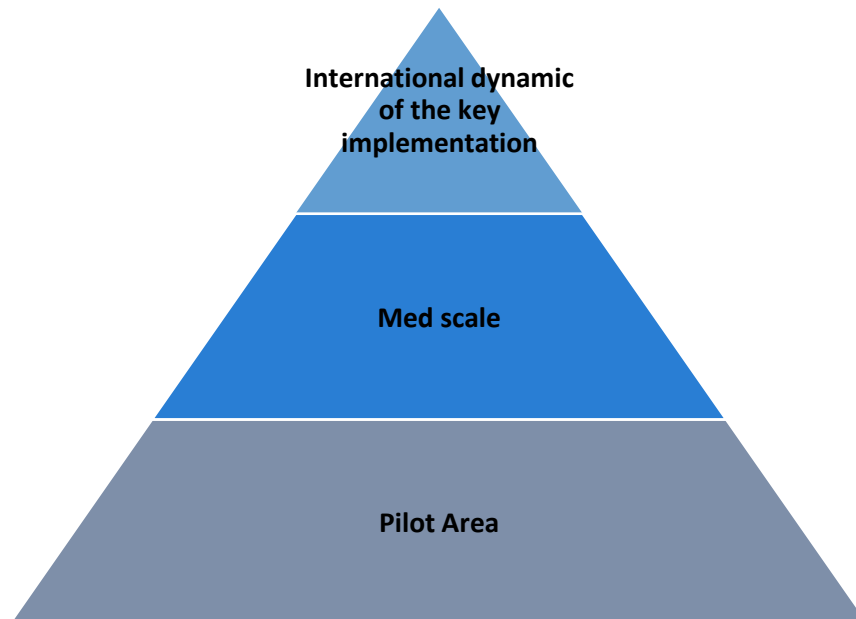 International dynamic
of the key
implementation
Med scale
Pilot Area